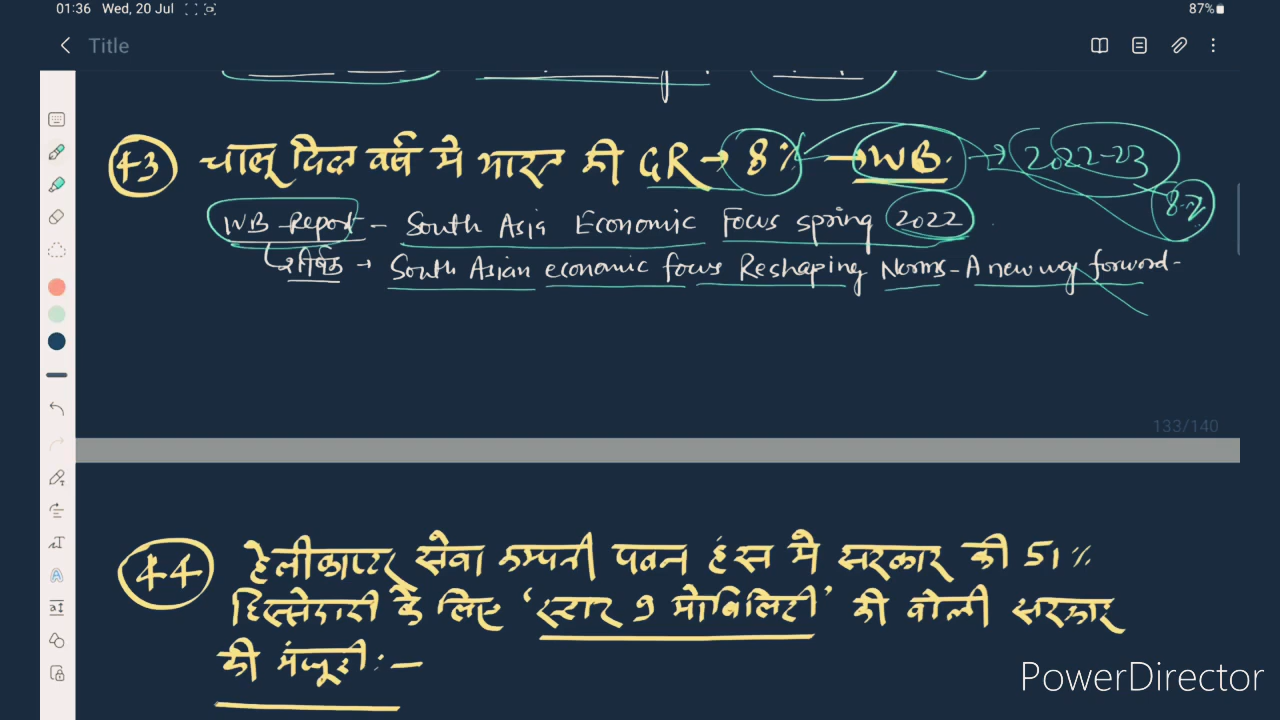 01:36 Wed, 20 Jul 87%
Title
43 चालू वित्त वर्ष मे भारत की GR → 8% → WB. → 2022-23
8%
WB Report - South Asia Economic Focus spring 2022
शीर्षक → South Asian economic focus Reshaping Norms - A new way forward-
133/140
44 हेलीकाप्टर सेवा कम्पनी पवन हंस मे सरकार की 51%
हिस्सेदारी के लिए 'स्टार 9 मोबिलिटी' की बोली सरकार
की मंजूरी:-
PowerDirector